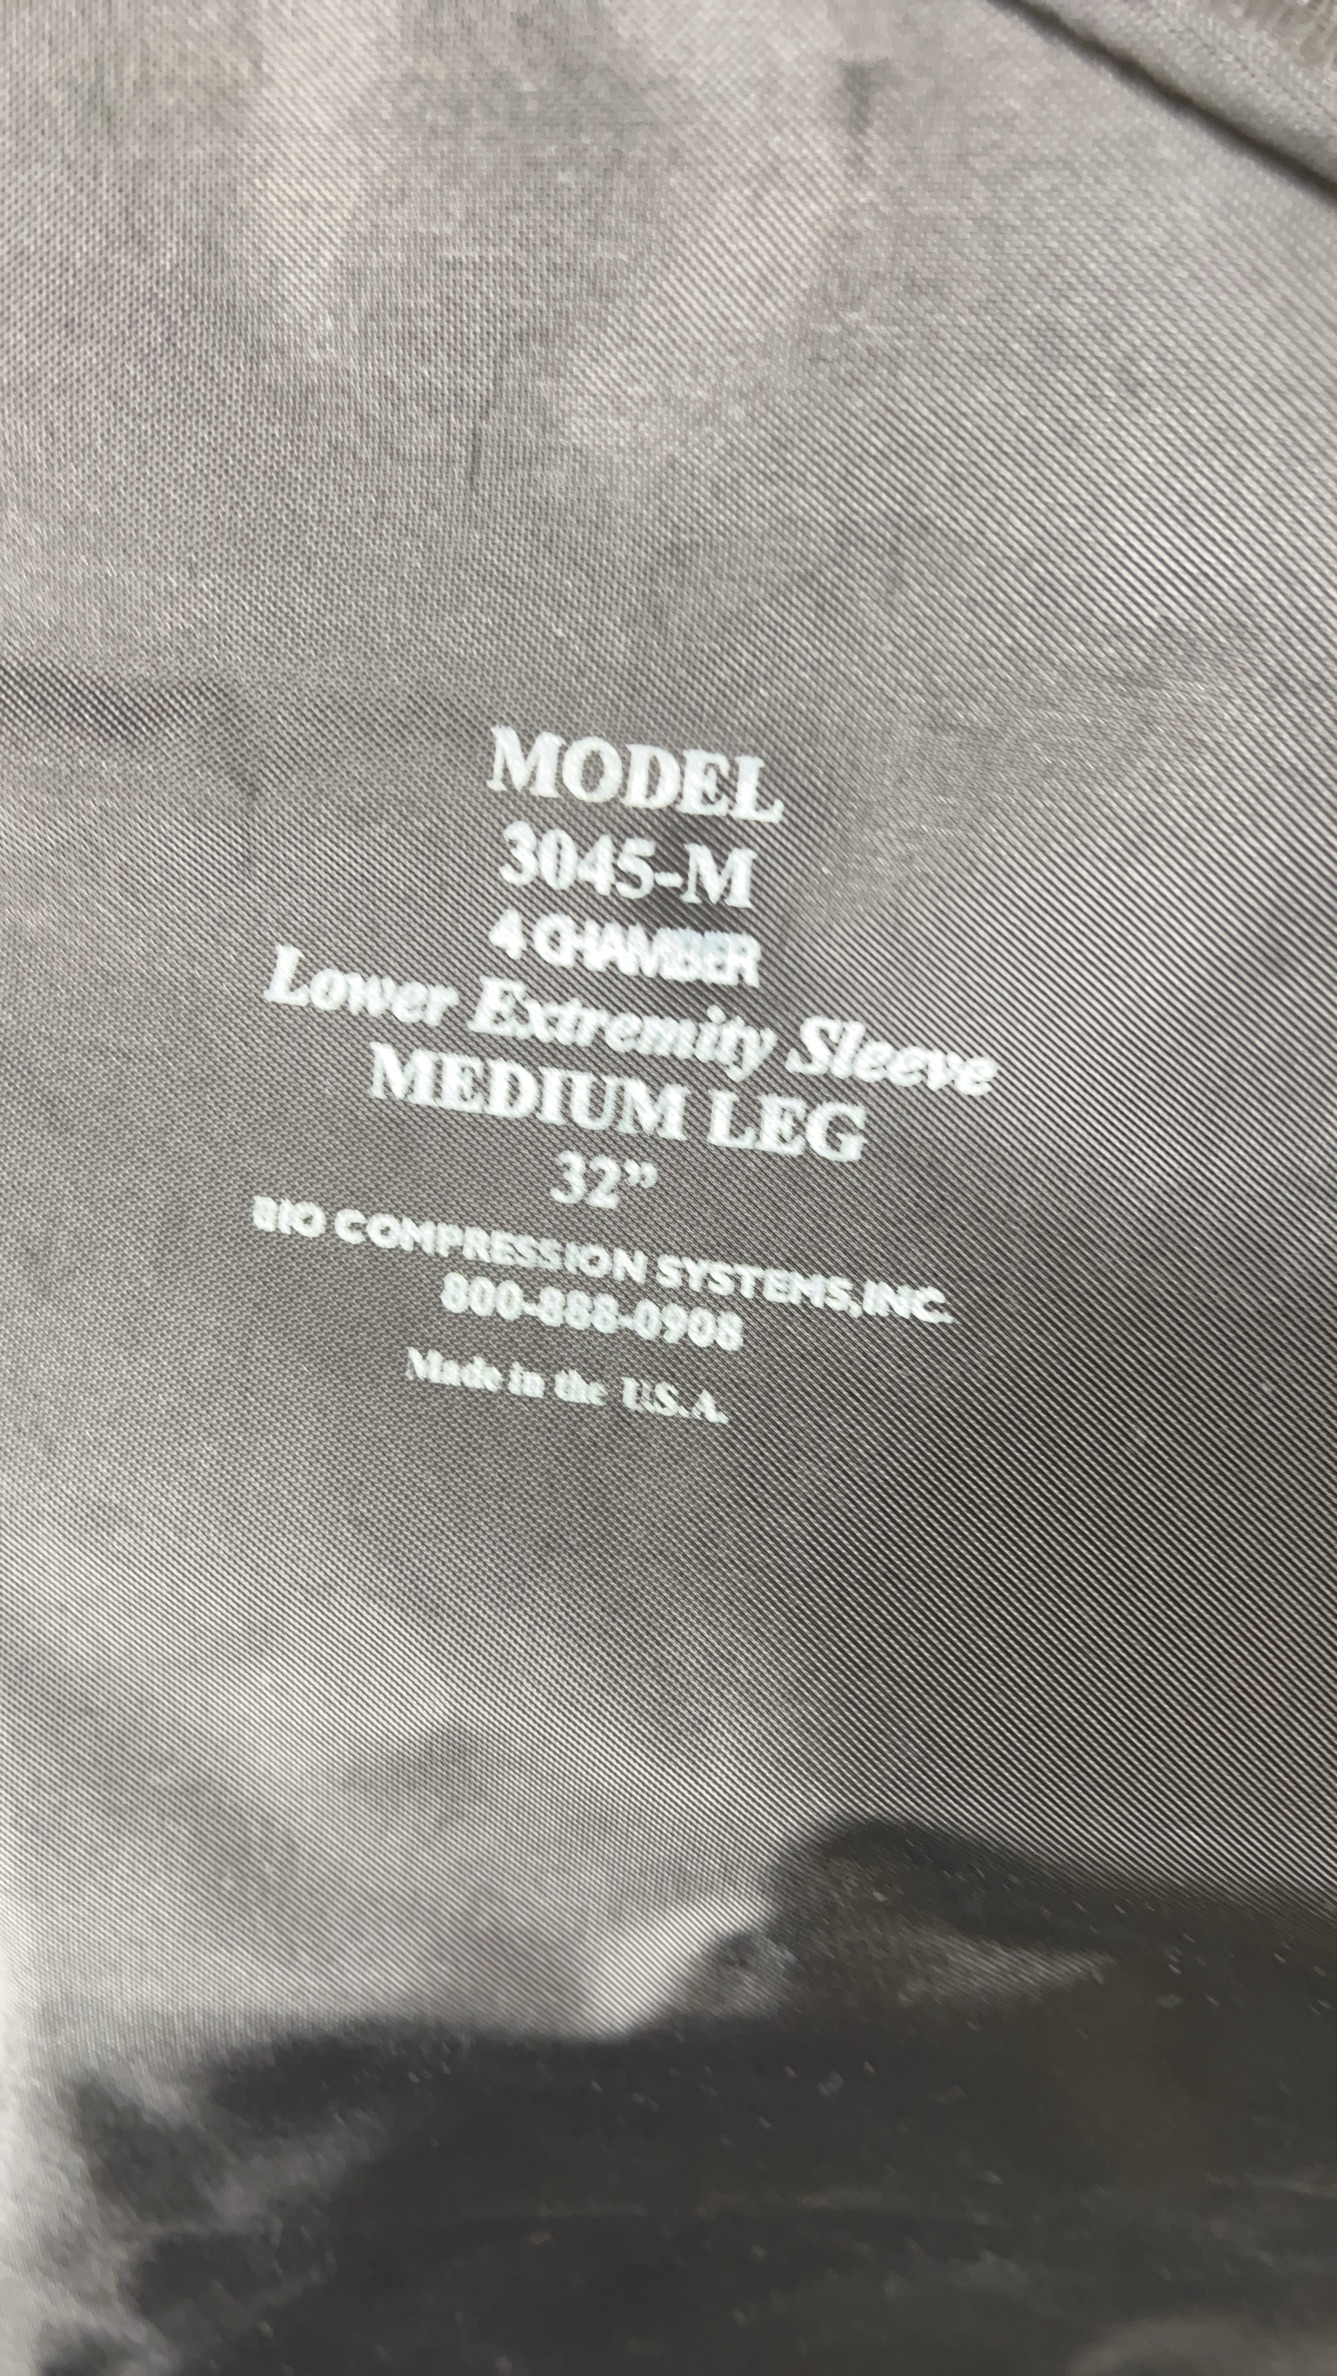 MODEL
3045-M
4 CHAMBER
Lower Extremity Sleeve
MEDIUM LEG
32”
BIO COMPRESSION SYSTEMS,INC.
800-888-0908
Made in the U.S.A.